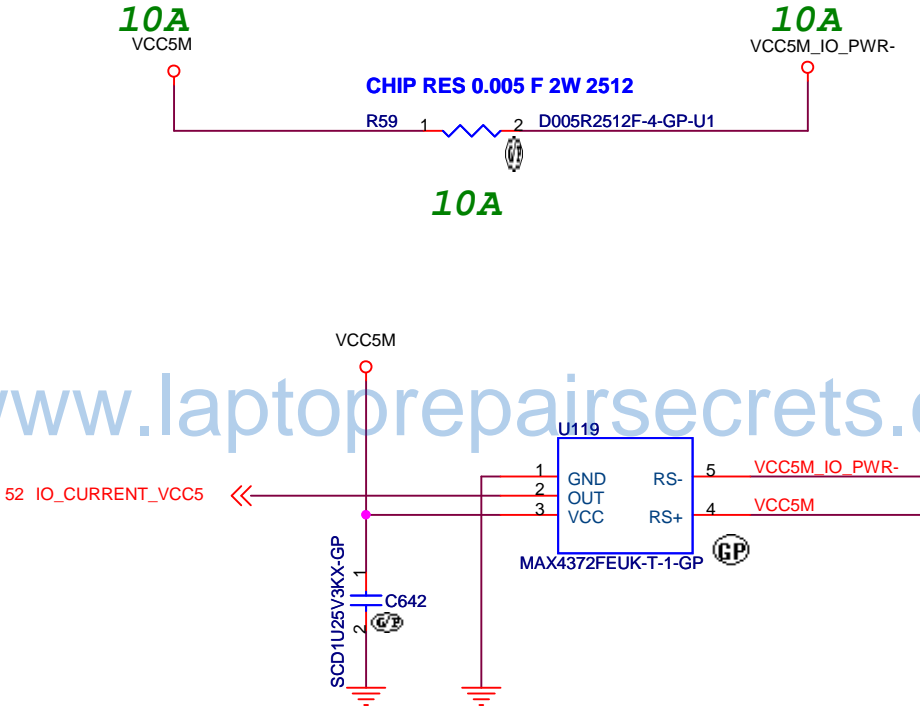 10A
10A
VCC5M
VCC5M_IO_PWR-
CHIP RES 0.005 F 2W 2512
R59 1 2 D005R2512F-4-GP-U1
G/P
10A
VCC5M
www.laptoprepairsecrets.c
U119
52 IO_CURRENT_VCC5
1 GND RS- 5 VCC5M_IO_PWR-
2 OUT
3 VCC RS+ 4 VCC5M
MAX4372FEUK-T-1-GP GP
SCD1U25V3KX-GP
1
C642
2 G/P